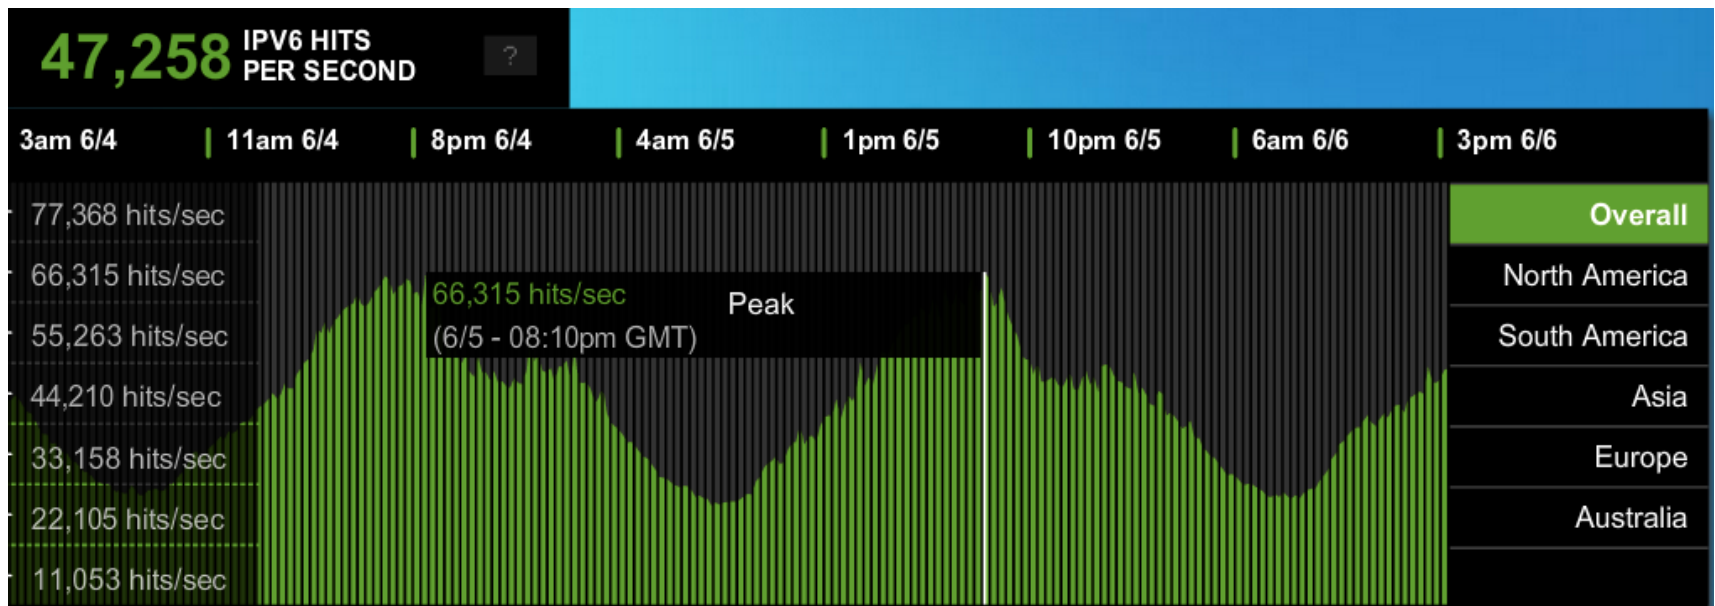 47,258
IPV6 HITS
PER SECOND
?
3am 6/4
11am 6/4
8pm 6/4
4am 6/5
1pm 6/5
10pm 6/5
6am 6/6
3pm 6/6
77,368 hits/sec
66,315 hits/sec
55,263 hits/sec
44,210 hits/sec
33,158 hits/sec
22,105 hits/sec
11,053 hits/sec
66,315 hits/sec
Peak
(6/5 - 08:10pm GMT)
Overall
North America
South America
Asia
Europe
Australia